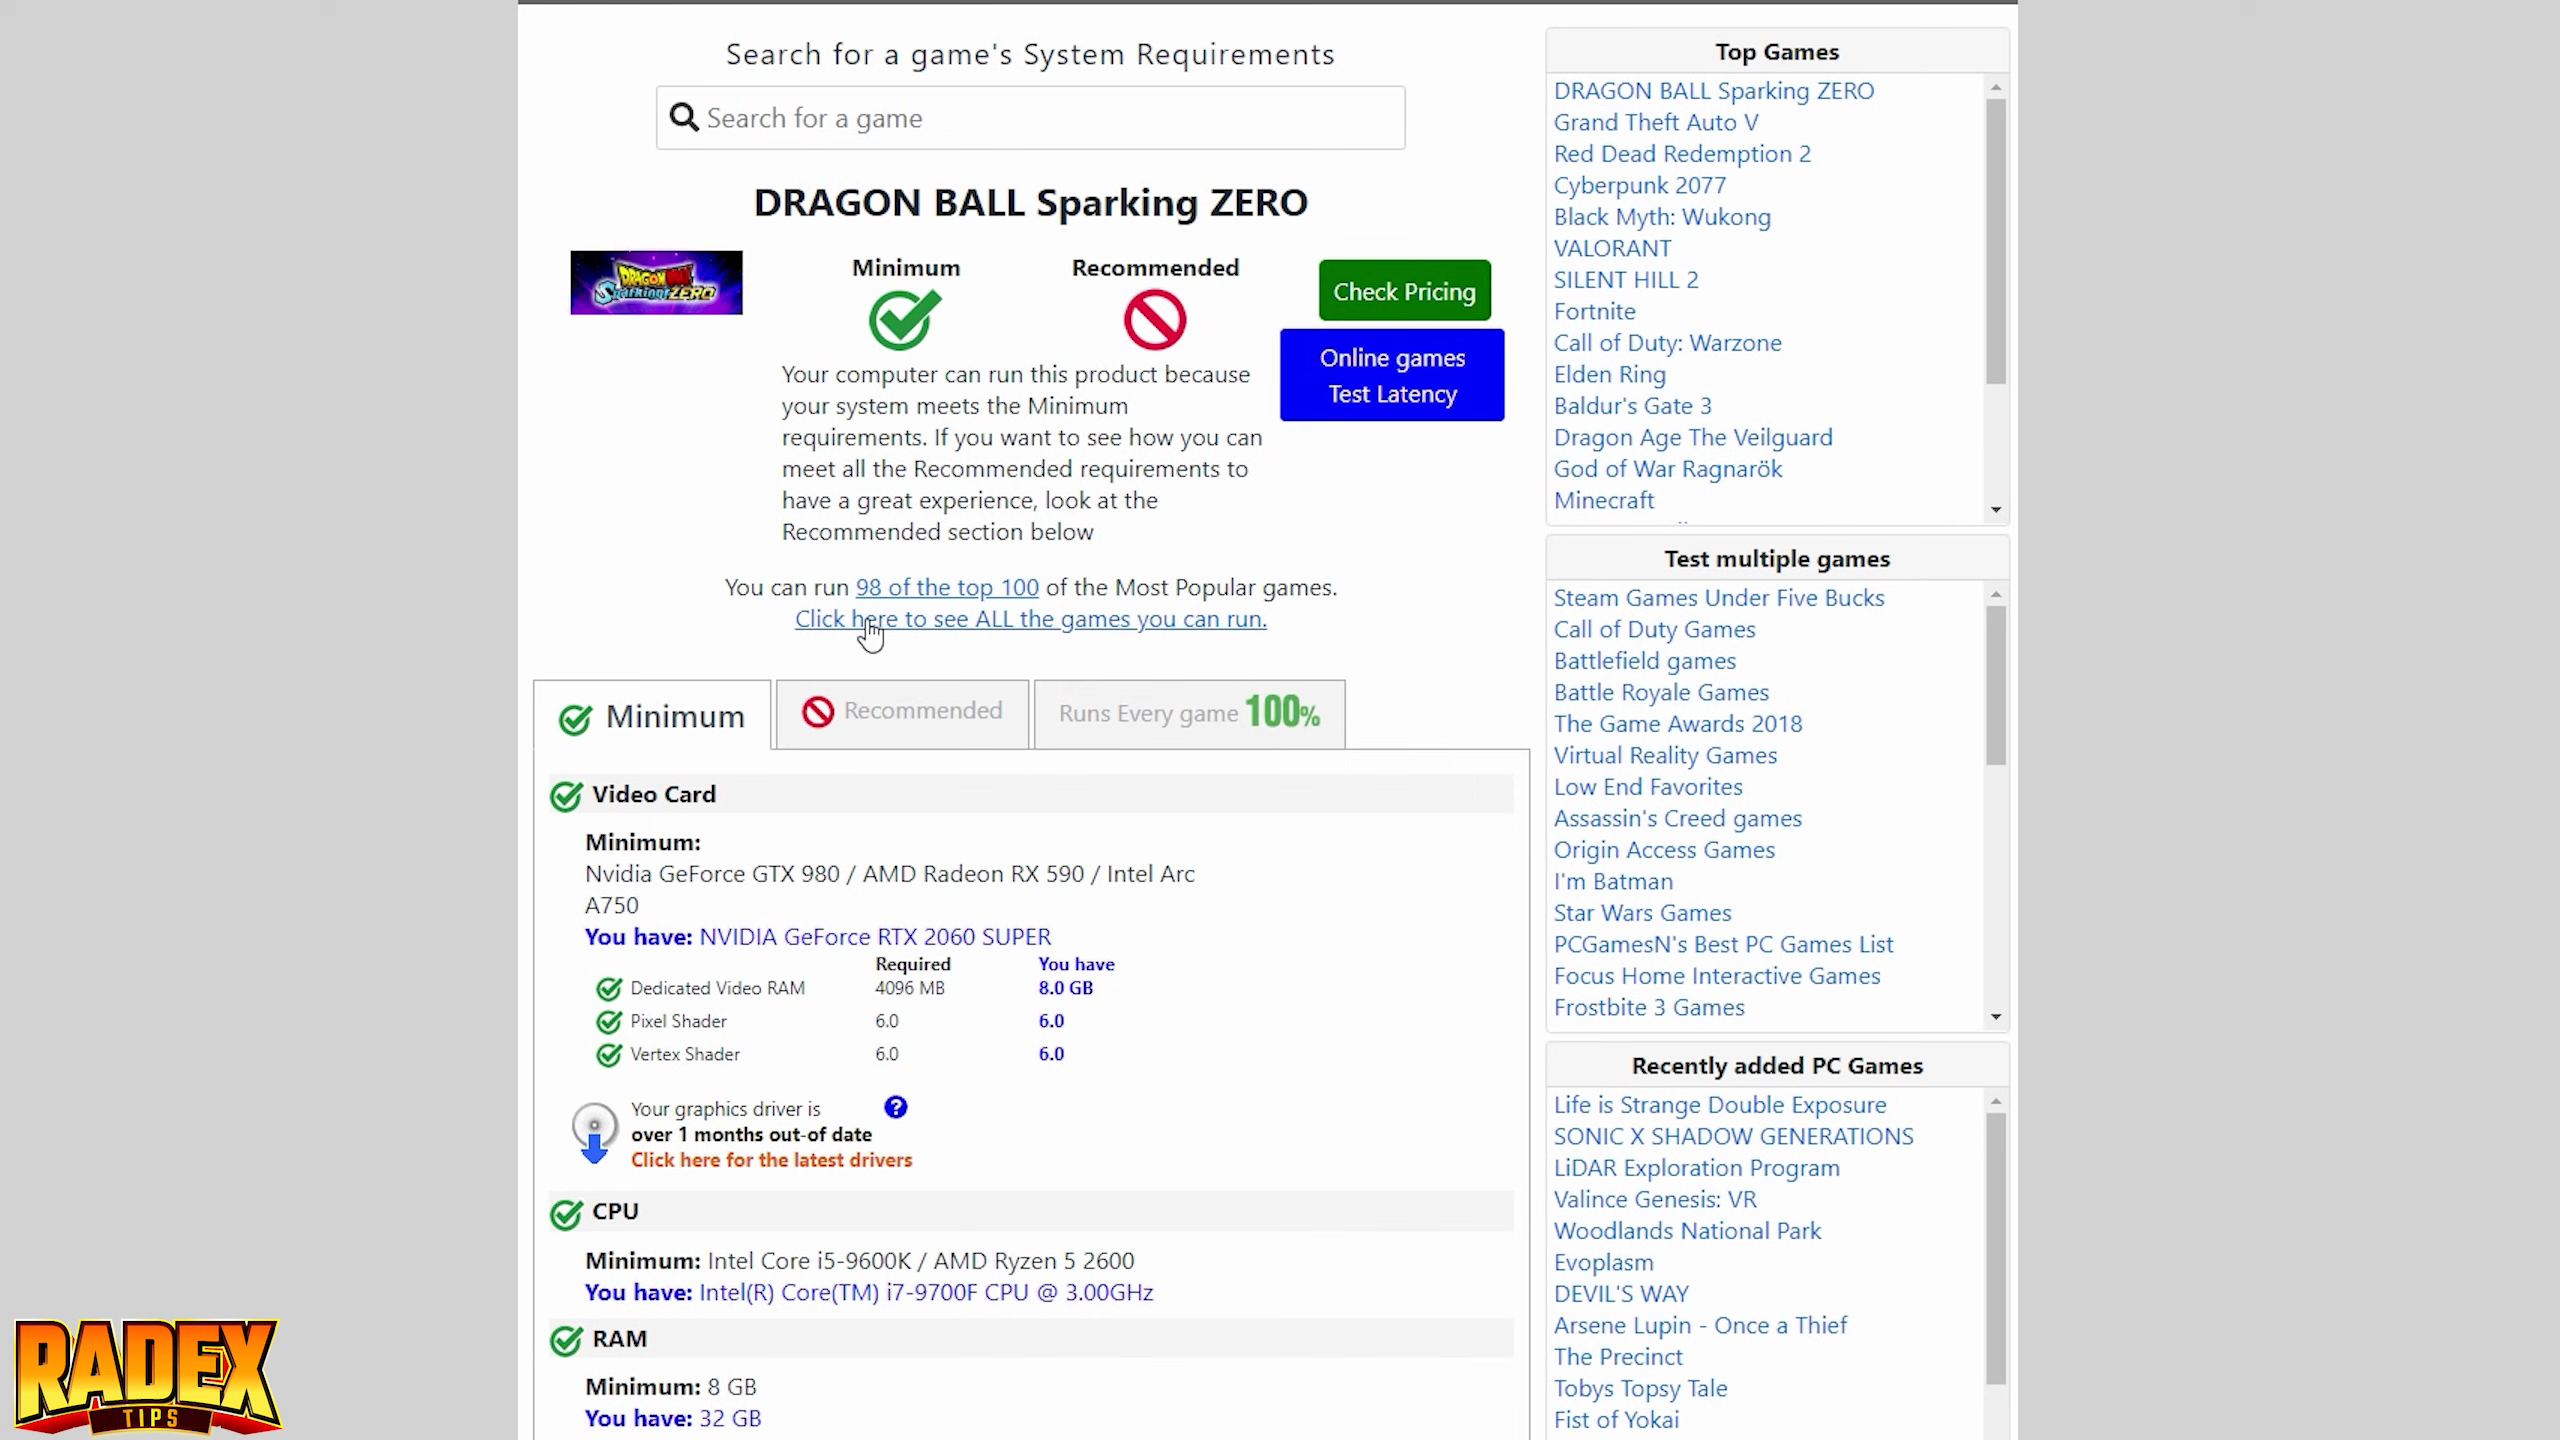 Search for a game's System Requirements
Search for a game
DRAGON BALL Sparking ZERO
DRAGON BALL
Sparking! ZERO
Minimum
Recommended
Check Pricing
Online games
Test Latency
Your computer can run this product because
your system meets the Minimum
requirements. If you want to see how you can
meet all the Recommended requirements to
have a great experience, look at the
Recommended section below
You can run 98 of the top 100 of the Most Popular games.
Click here to see ALL the games you can run.
Minimum
Recommended
Runs Every game 100%
Video Card
Minimum:
Nvidia GeForce GTX 980 / AMD Radeon RX 590 / Intel Arc
A750
You have: NVIDIA GeForce RTX 2060 SUPER
Required You have
Dedicated Video RAM 4096 MB 8.0 GB
Pixel Shader 6.0 6.0
Vertex Shader 6.0 6.0
Your graphics driver is ?
over 1 months out-of date
Click here for the latest drivers
CPU
Minimum: Intel Core i5-9600K / AMD Ryzen 5 2600
You have: Intel(R) Core(TM) i7-9700F CPU @ 3.00GHz
RAM
Minimum: 8 GB
You have: 32 GB
Top Games
DRAGON BALL Sparking ZERO
Grand Theft Auto V
Red Dead Redemption 2
Cyberpunk 2077
Black Myth: Wukong
VALORANT
SILENT HILL 2
Fortnite
Call of Duty: Warzone
Elden Ring
Baldur's Gate 3
Dragon Age The Veilguard
God of War Ragnarök
Minecraft
Test multiple games
Steam Games Under Five Bucks
Call of Duty Games
Battlefield games
Battle Royale Games
The Game Awards 2018
Virtual Reality Games
Low End Favorites
Assassin's Creed games
Origin Access Games
I'm Batman
Star Wars Games
PCGamesN's Best PC Games List
Focus Home Interactive Games
Frostbite 3 Games
Recently added PC Games
Life is Strange Double Exposure
SONIC X SHADOW GENERATIONS
LiDAR Exploration Program
Valince Genesis: VR
Woodlands National Park
Evoplasm
DEVIL'S WAY
Arsene Lupin - Once a Thief
The Precinct
Tobys Topsy Tale
Fist of Yokai
RADEX
TIPS